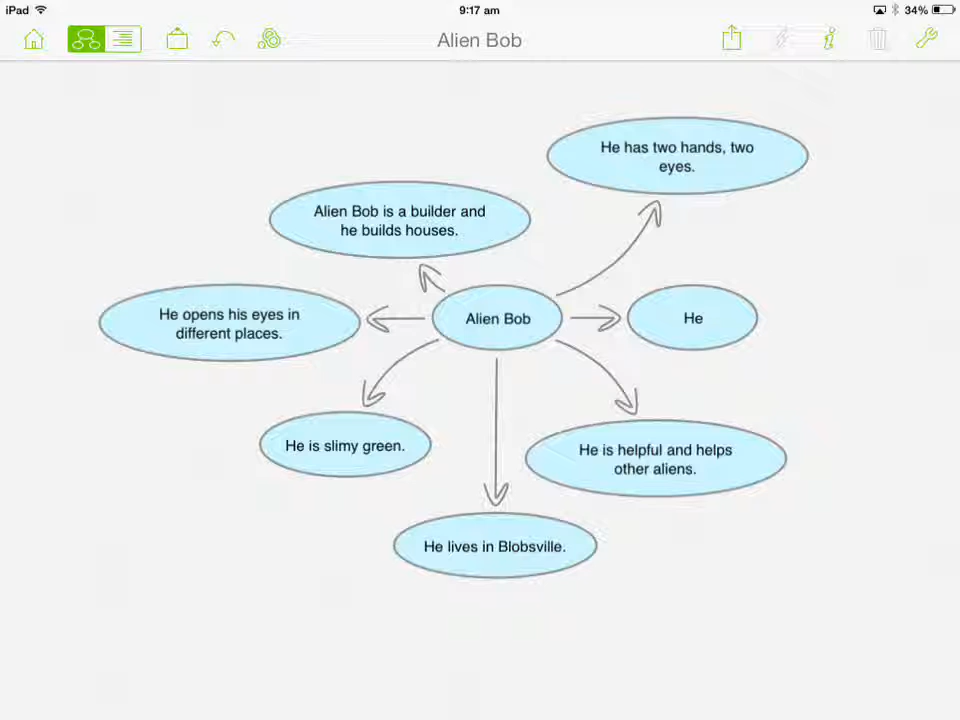 iPad
9:17 am
34%
Alien Bob
He has two hands, two
eyes.
Alien Bob is a builder and
he builds houses.
He opens his eyes in
different places.
Alien Bob
He
He is slimy green.
He is helpful and helps
other aliens.
He lives in Blobsville.